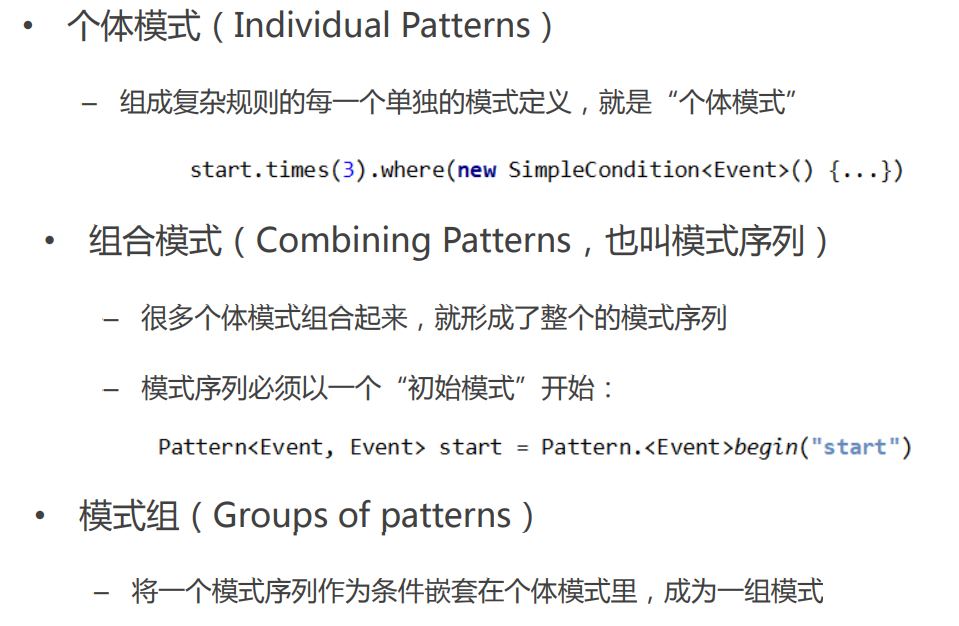 • 个体模式（Individual Patterns）
– 组成复杂规则的每一个单独的模式定义，就是“个体模式”
start.times(3).where(new SimpleCondition<Event>() {...})
• 组合模式（Combining Patterns，也叫模式序列）
– 很多个体模式组合起来，就形成了整个的模式序列
– 模式序列必须以一个“初始模式”开始：
Pattern<Event, Event> start = Pattern.<Event>begin("start")
• 模式组（Groups of patterns）
– 将一个模式序列作为条件嵌套在个体模式里，成为一组模式